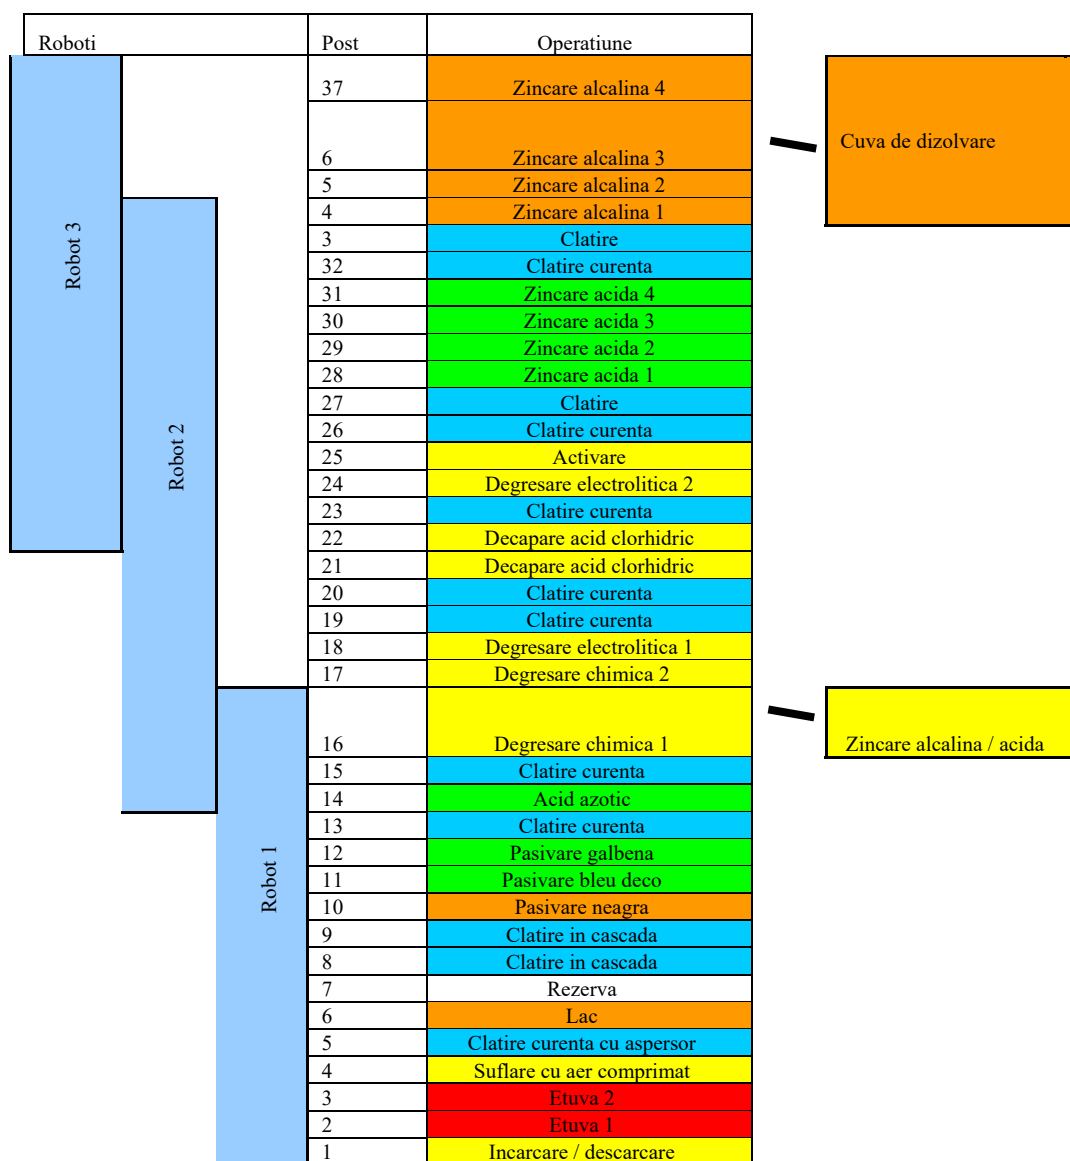 Roboti Post Operatiune
37 Zincare alcalina 4
Cuva de dizolvare
6 Zincare alcalina 3
5 Zincare alcalina 2
4 Zincare alcalina 1
3 Clatire
Robot 3
32 Clatire curenta
31 Zincare acida 4
30 Zincare acida 3
29 Zincare acida 2
28 Zincare acida 1
27 Clatire
26 Clatire curenta
Robot 2
25 Activare
24 Degresare electrolitica 2
23 Clatire curenta
22 Decapare acid clorhidric
21 Decapare acid clorhidric
20 Clatire curenta
19 Clatire curenta
18 Degresare electrolitica 1
17 Degresare chimica 2
16 Degresare chimica 1
Zincare alcalina / acida
15 Clatire curenta
14 Acid azotic
13 Clatire curenta
12 Pasivare galbena
Robot 1
11 Pasivare bleu deco
10 Pasivare neagra
9 Clatire in cascada
8 Clatire in cascada
7 Rezerva
6 Lac
5 Clatire curenta cu aspersor
4 Suflare cu aer comprimat
3 Etuva 2
2 Etuva 1
1 Incarcare / descarcare